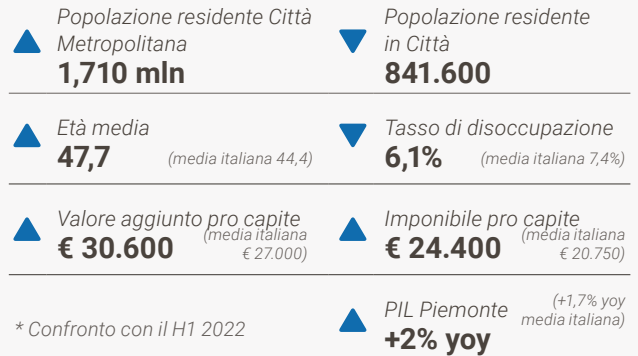 Popolazione residente Città
Metropolitana
1,710 mln
Popolazione residente
in Città
841.600
Età media
47,7 (media italiana 44,4)
Tasso di disoccupazione
6,1% (media italiana 7,4%)
Valore aggiunto pro capite
€ 30.600 (media italiana
€ 27.000)
Imponibile pro capite
€ 24.400 (media italiana
€ 20.750)
* Confronto con il H1 2022
PIL Piemonte (+1,7% yoy
media italiana)
+2% yoy